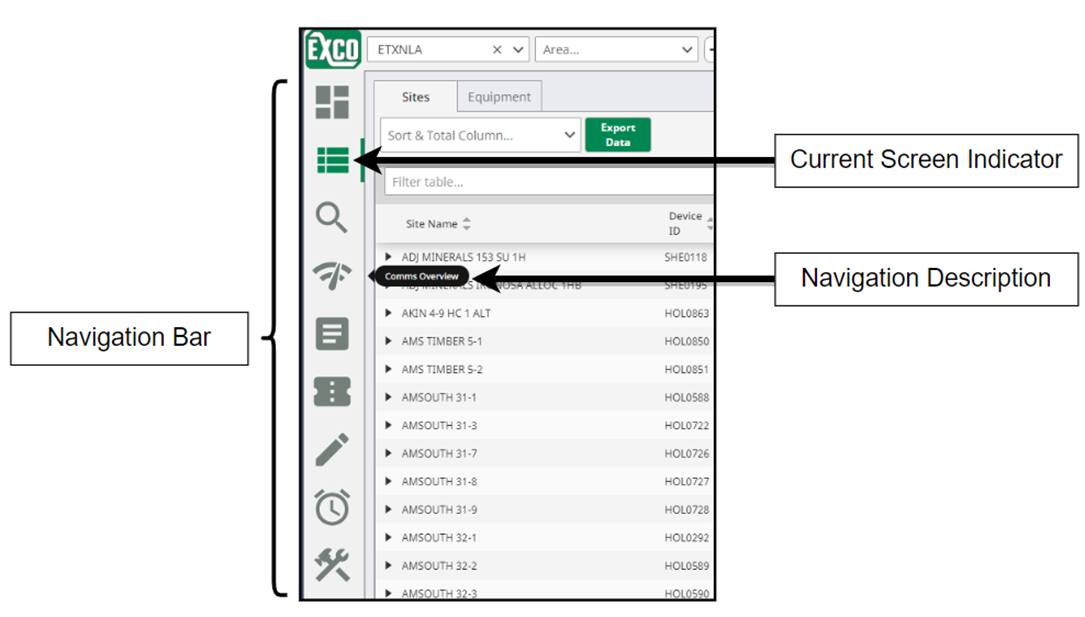 EXCO
ETXNLA
Area...
Sites
Equipment
Sort & Total Column...
Export
Data
Current Screen Indicator
Filter table...
Site Name
Device
ID
ADJ MINERALS 153 SU 1H SHE0118
Comms Overview
Navigation Description
ADJ MINERALS ALLOC 1HB SHE0195
AKIN 4-9 HC 1 ALT HOL0863
Navigation Bar
AMS TIMBER 5-1 HOL0850
AMS TIMBER 5-2 HOL0851
AMSOUTH 31-1 HOL0588
AMSOUTH 31-3 HOL0722
AMSOUTH 31-7 HOL0726
AMSOUTH 31-8 HOL0727
AMSOUTH 31-9 HOL0728
AMSOUTH 32-1 HOL0292
AMSOUTH 32-2 HOL0589
AMSOUTH 32-3 HOL0590